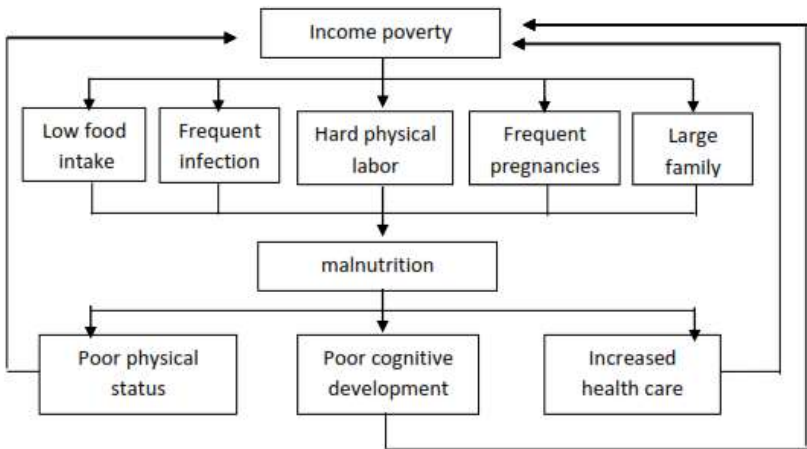 Income poverty
Low food
intake
Frequent
infection
Hard physical
labor
Frequent
pregnancies
Large
family
malnutrition
Poor physical
status
Poor cognitive
development
Increased
health care